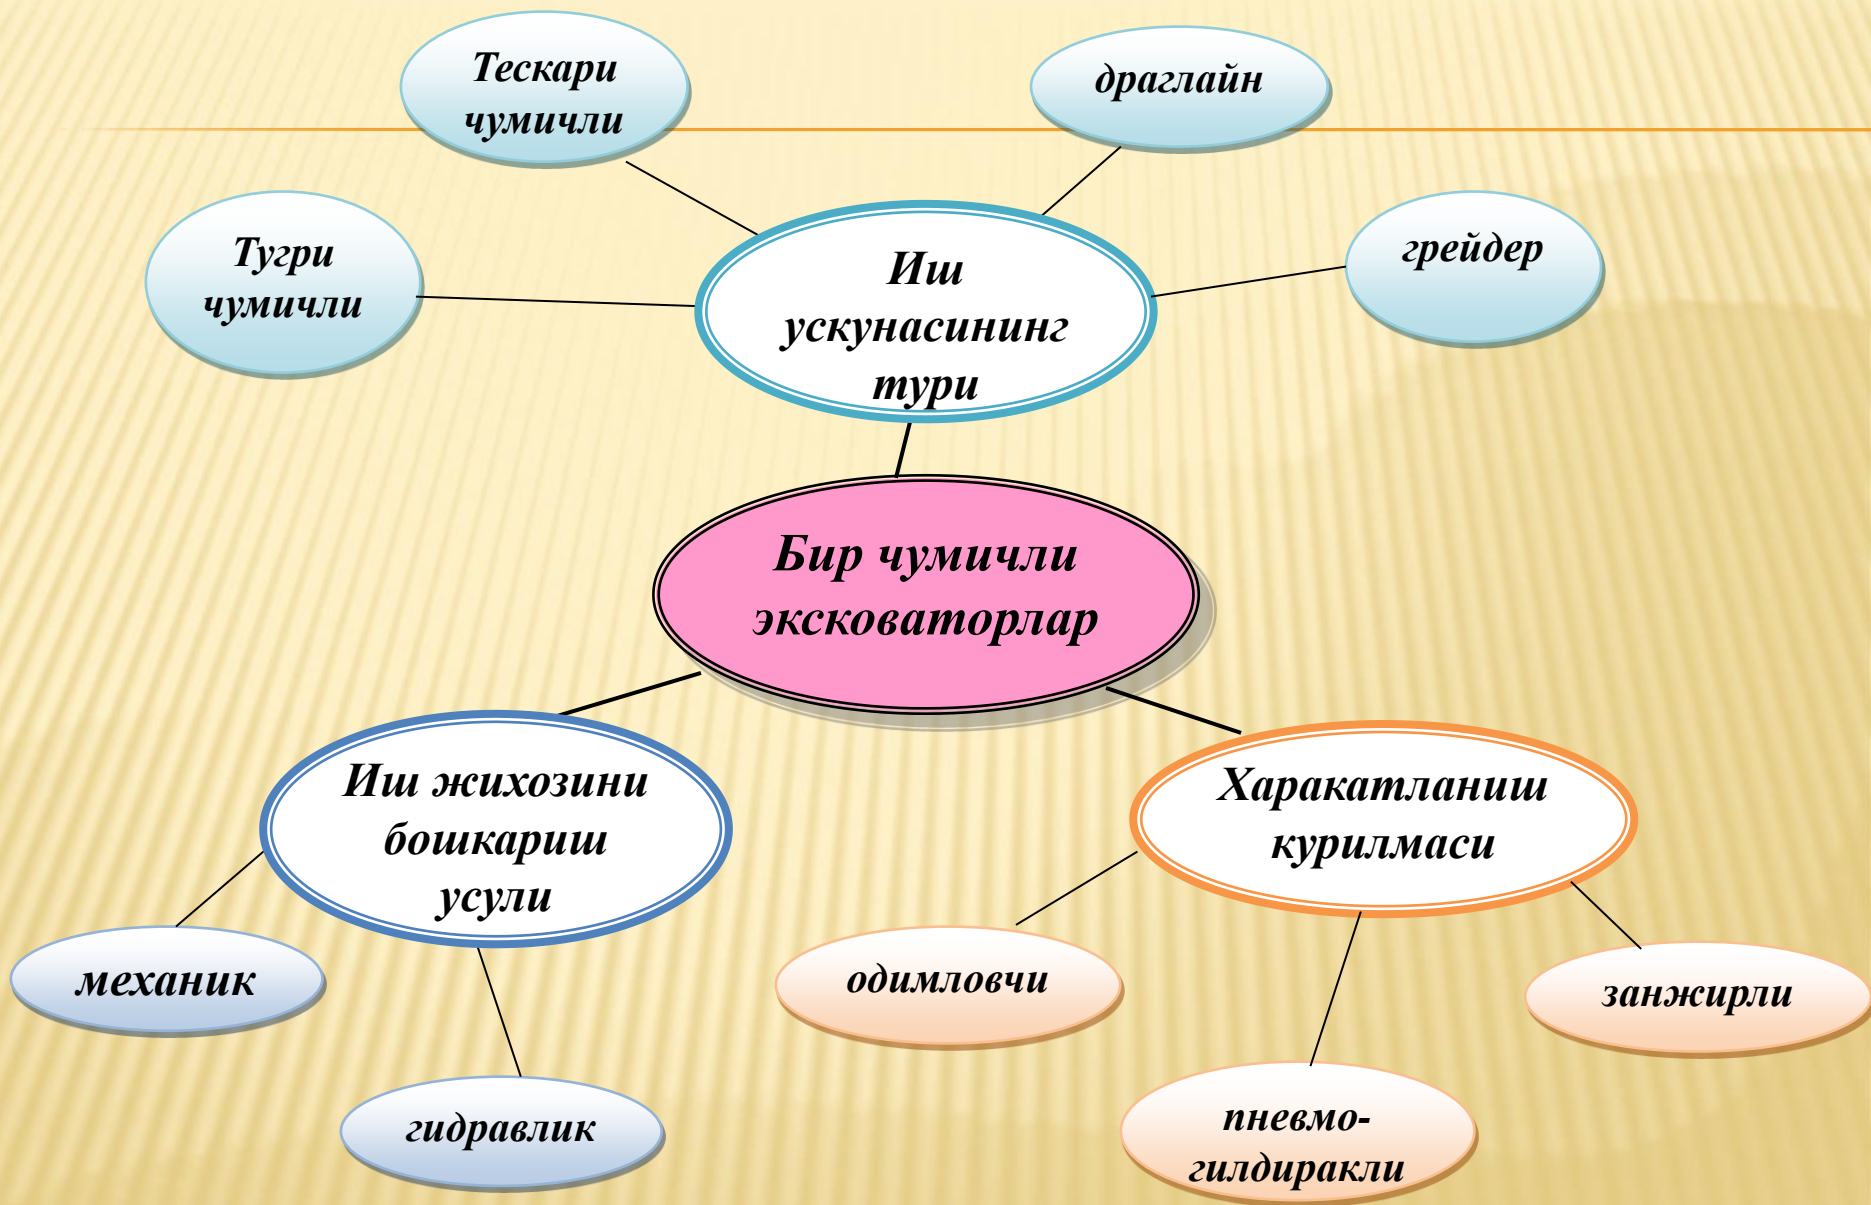 Тескари
чумичли
драглайн
Тугри
чумичли
грейдер
Иш
ускунасининг
тури
Бир чумичли
эксковаторлар
Иш жихозини
бошкариш
усули
Харакатланиш
курилмаси
механик
гидравлик
одимловчи
пневмо-
гилдиракли
занжирли